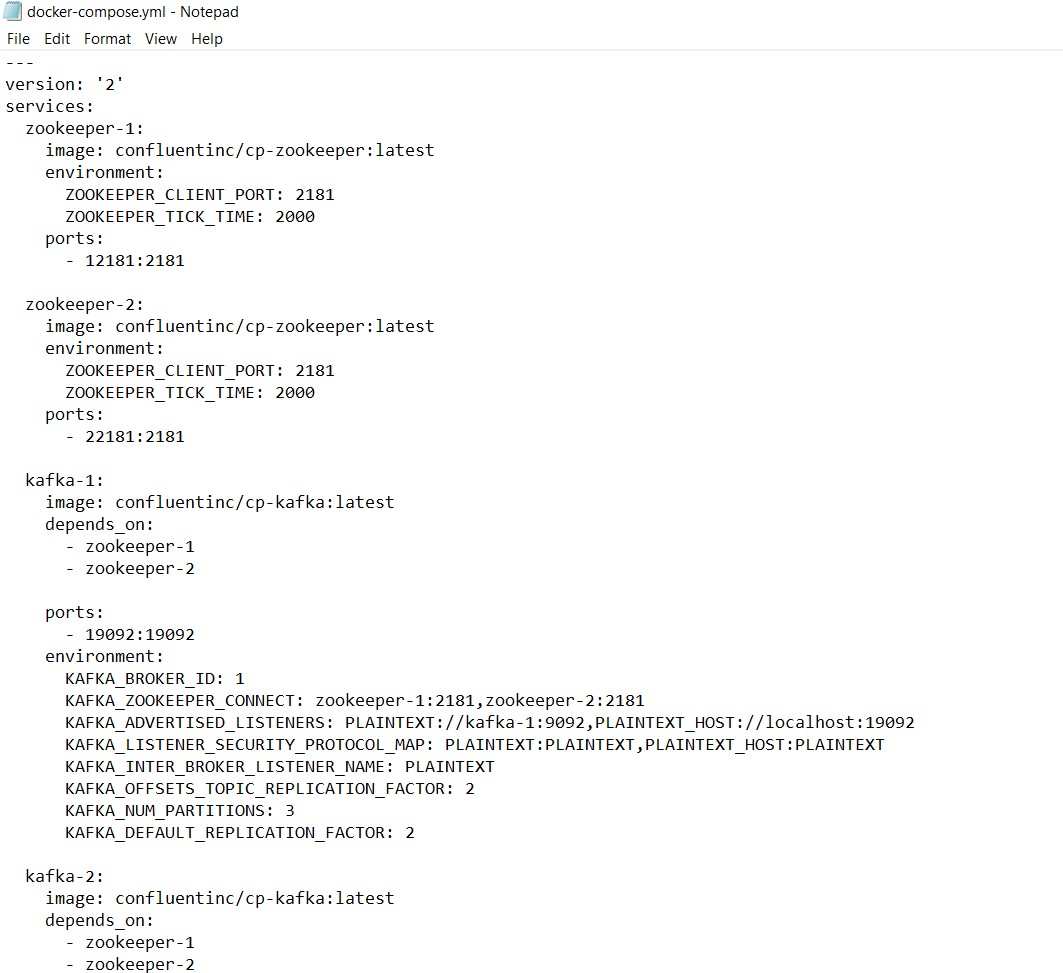 docker-compose.yml - Notepad
File Edit Format View Help
---
version: '2'
services:
  zookeeper-1:
    image: confluentinc/cp-zookeeper:latest
    environment:
      ZOOKEEPER_CLIENT_PORT: 2181
      ZOOKEEPER_TICK_TIME: 2000
    ports:
      - 12181:2181

  zookeeper-2:
    image: confluentinc/cp-zookeeper:latest
    environment:
      ZOOKEEPER_CLIENT_PORT: 2181
      ZOOKEEPER_TICK_TIME: 2000
    ports:
      - 22181:2181

  kafka-1:
    image: confluentinc/cp-kafka:latest
    depends_on:
      - zookeeper-1
      - zookeeper-2

    ports:
      - 19092:19092
    environment:
      KAFKA_BROKER_ID: 1
      KAFKA_ZOOKEEPER_CONNECT: zookeeper-1:2181,zookeeper-2:2181
      KAFKA_ADVERTISED_LISTENERS: PLAINTEXT://kafka-1:9092,PLAINTEXT_HOST://localhost:19092
      KAFKA_LISTENER_SECURITY_PROTOCOL_MAP: PLAINTEXT:PLAINTEXT,PLAINTEXT_HOST:PLAINTEXT
      KAFKA_INTER_BROKER_LISTENER_NAME: PLAINTEXT
      KAFKA_OFFSETS_TOPIC_REPLICATION_FACTOR: 2
      KAFKA_NUM_PARTITIONS: 3
      KAFKA_DEFAULT_REPLICATION_FACTOR: 2

  kafka-2:
    image: confluentinc/cp-kafka:latest
    depends_on:
      - zookeeper-1
      - zookeeper-2